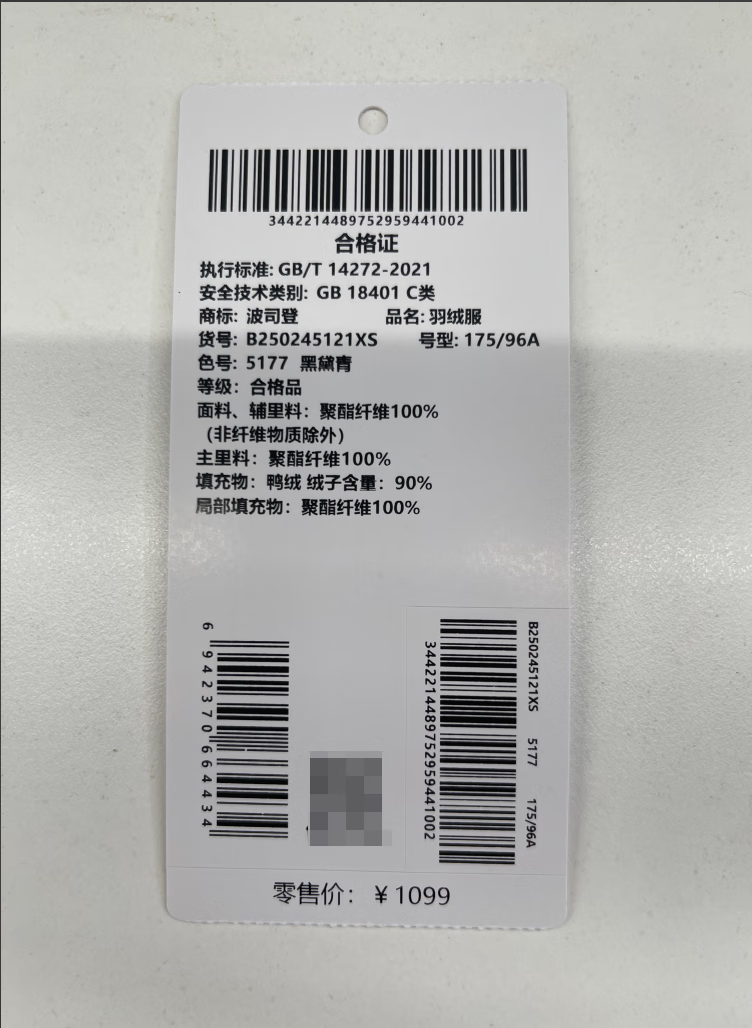 3442214489752959441002
合格证
执行标准: GB/T 14272-2021
安全技术类别: GB 18401 C类
商标: 波司登 品名: 羽绒服
货号: B250245121XS 号型: 175/96A
色号: 5177 黑黛青
等级: 合格品
面料、辅里料: 聚酯纤维100%
（非纤维物质除外）
主里料: 聚酯纤维100%
填充物: 鸭绒 绒子含量: 90%
局部填充物: 聚酯纤维100%
6942370664434
3442214489752959441002
B250245121XS 5177 175/96A
零售价: ¥1099